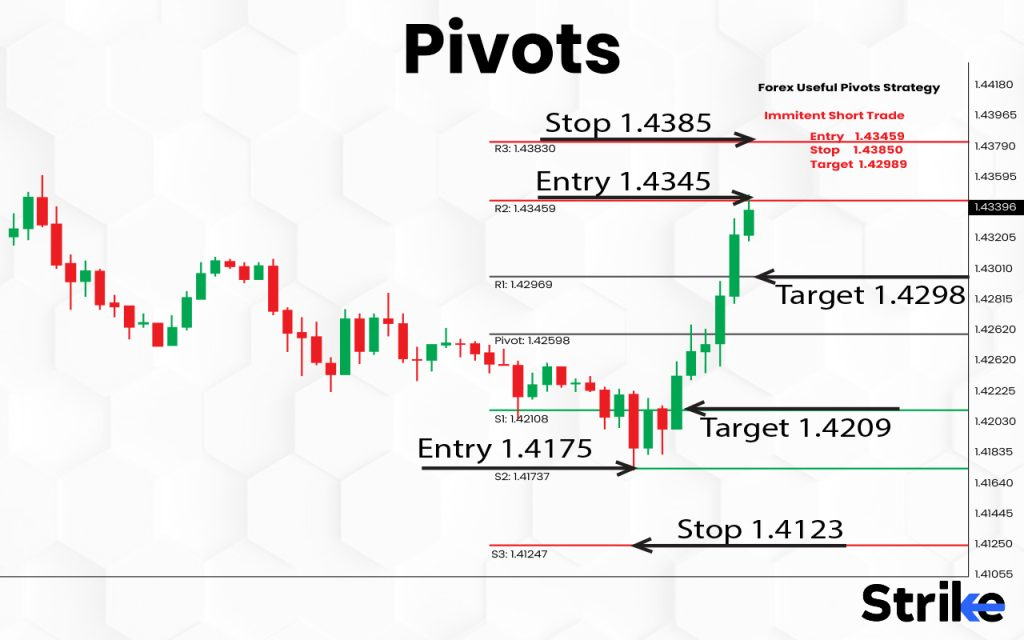 Pivots
Forex Useful Pivots Strategy
Immitent Short Trade
Entry 1.43459
Stop 1.43850
Target 1.42989
Stop 1.4385
R3: 1.43830
Entry 1.4345
R2: 1.43459
R1: 1.42969
Target 1.4298
Pivot: 1.42598
S1: 1.42108
Target 1.4209
Entry 1.4175
S2: 1.41737
Stop 1.4123
S3: 1.41247
1.44180
1.43965
1.43790
1.43595
1.43396
1.43205
1.43010
1.42815
1.42620
1.42620
1.42225
1.42030
1.41835
1.41640
1.41445
1.41250
1.41055
Strike